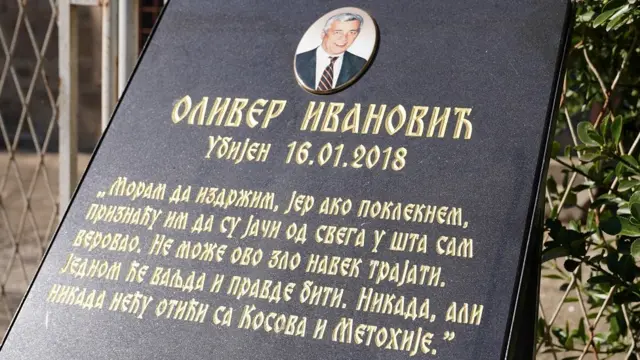 ОЛИВЕР ИВАНОВИЋ
УБИЈЕН 16.01.2018
„Морам да издржим, јер ако поклекнем,
признаћу им да су јачи од свега у шта сам
веровао. Не може ово зло навек трајати.
Једном ће ваљда и правде бити. Никада, али
никада нећу отићи са Косова и Метохије.”